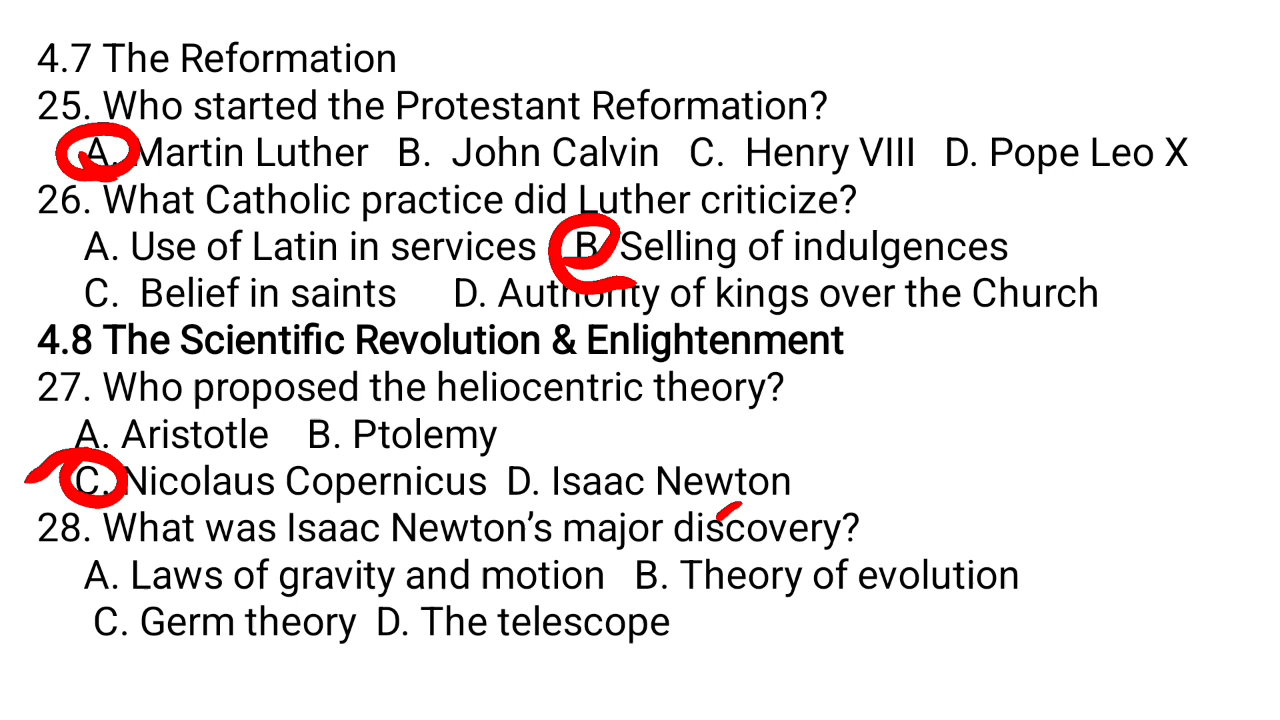 4.7 The Reformation
25. Who started the Protestant Reformation?
A. Martin Luther B. John Calvin C. Henry VIII D. Pope Leo X
26. What Catholic practice did Luther criticize?
A. Use of Latin in services B. Selling of indulgences
C. Belief in saints D. Authority of kings over the Church
4.8 The Scientific Revolution & Enlightenment
27. Who proposed the heliocentric theory?
A. Aristotle B. Ptolemy
C. Nicolaus Copernicus D. Isaac Newton
28. What was Isaac Newton’s major discovery?
A. Laws of gravity and motion B. Theory of evolution
C. Germ theory D. The telescope